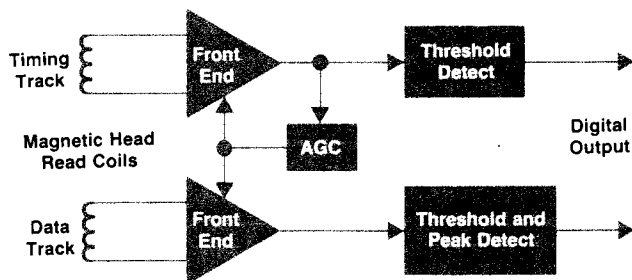 Timing
Track
Front
End
Threshold
Detect
Magnetic Head
Read Coils
AGC
Digital
Output
Data
Track
Front
End
Threshold and
Peak Detect